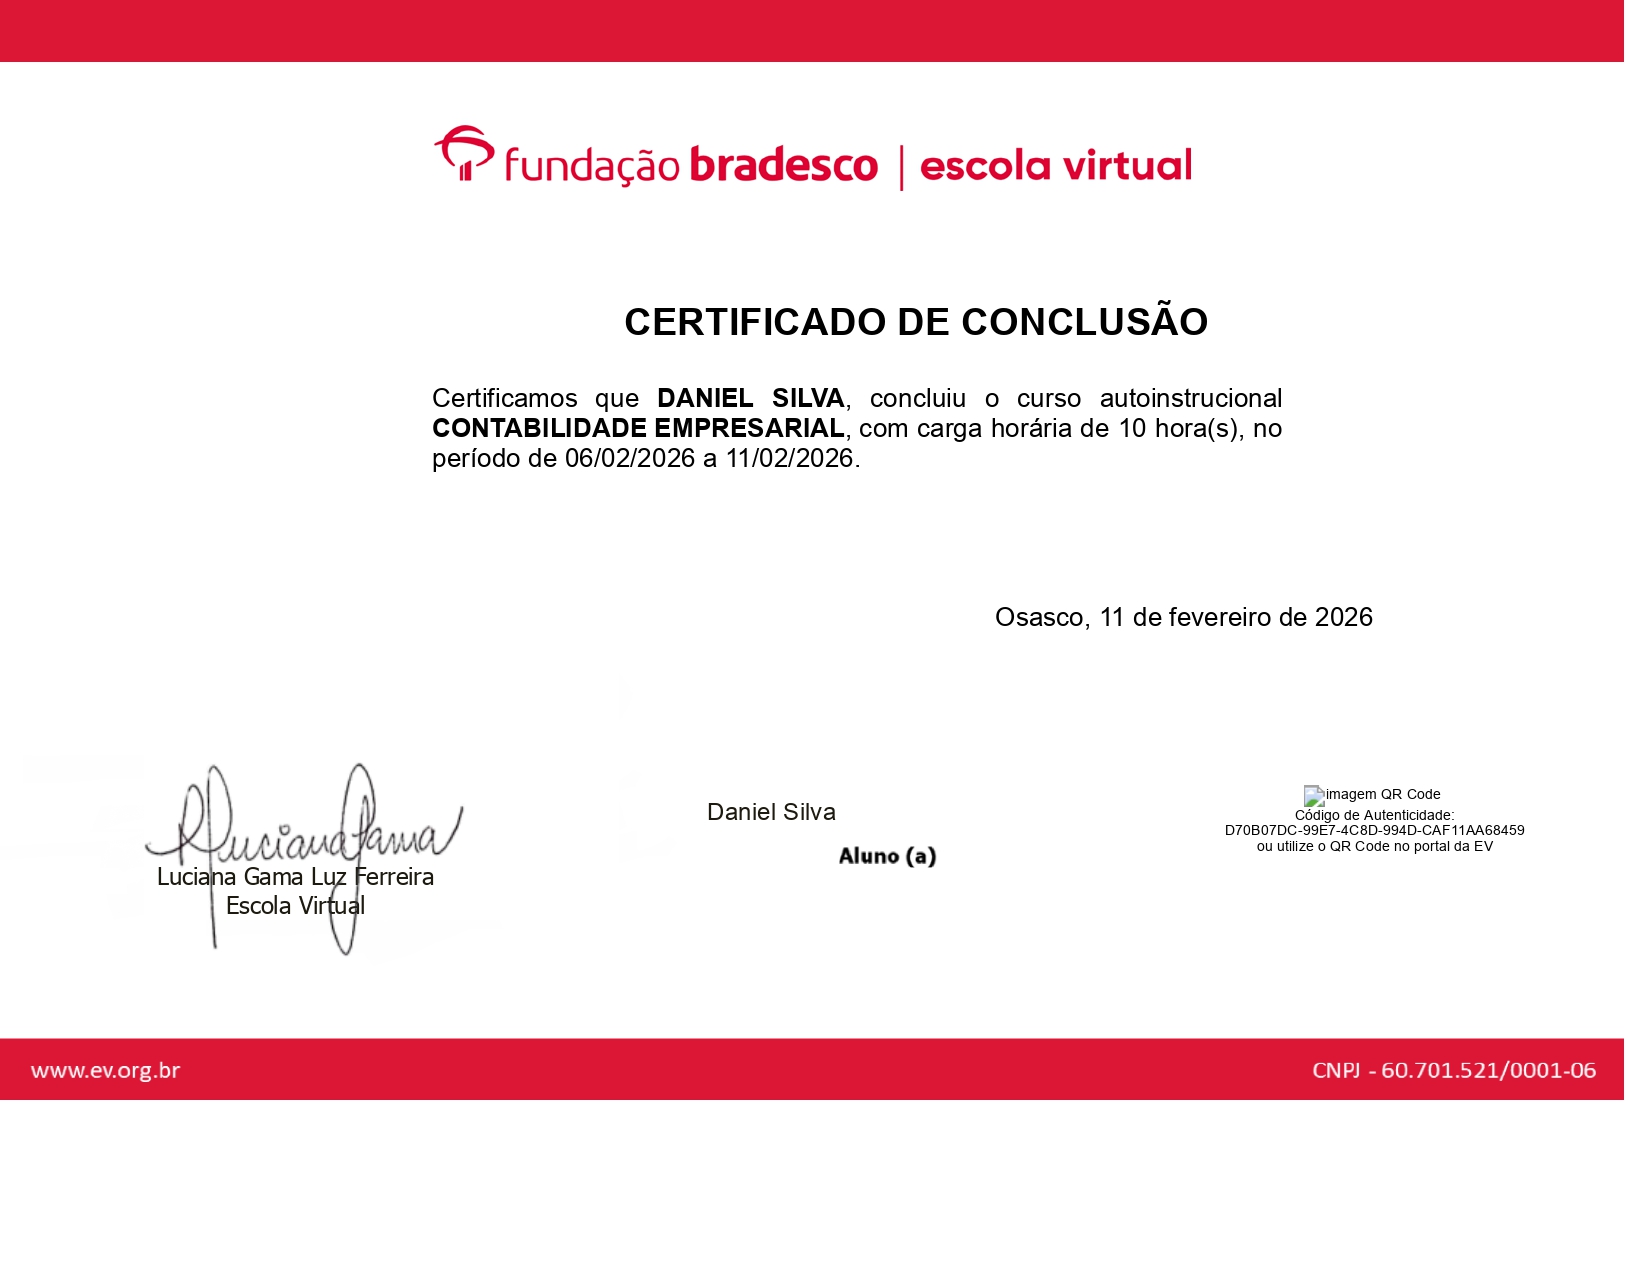 fundação bradesco | escola virtual
CERTIFICADO DE CONCLUSÃO
Certificamos que DANIEL SILVA, concluiu o curso autoinstrucional
CONTABILIDADE EMPRESARIAL, com carga horária de 10 hora(s), no
período de 06/02/2026 a 11/02/2026.
Osasco, 11 de fevereiro de 2026
Luciana Gama
Luciana Gama Luz Ferreira
Escola Virtual
Daniel Silva
Aluno (a)
imagem QR Code
Código de Autenticidade:
D70B07DC-99E7-4C8D-994D-CAF11AA68459
ou utilize o QR Code no portal da EV
www.ev.org.br
CNPJ - 60.701.521/0001-06